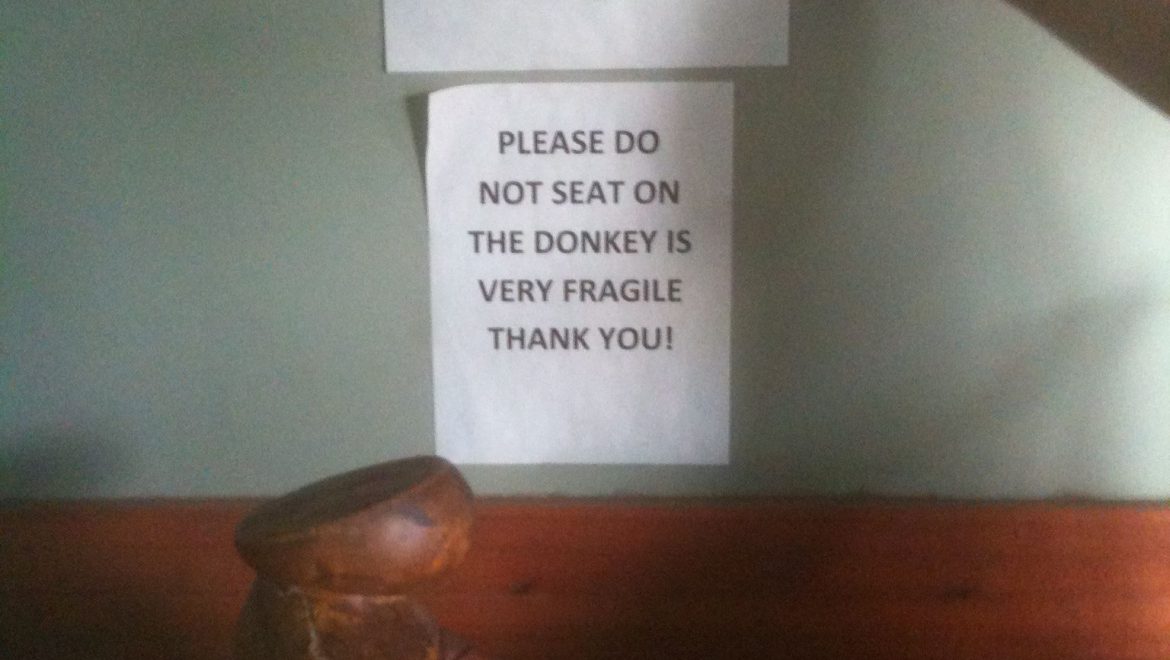 PLEASE DO
NOT SEAT ON
THE DONKEY IS
VERY FRAGILE
THANK YOU!